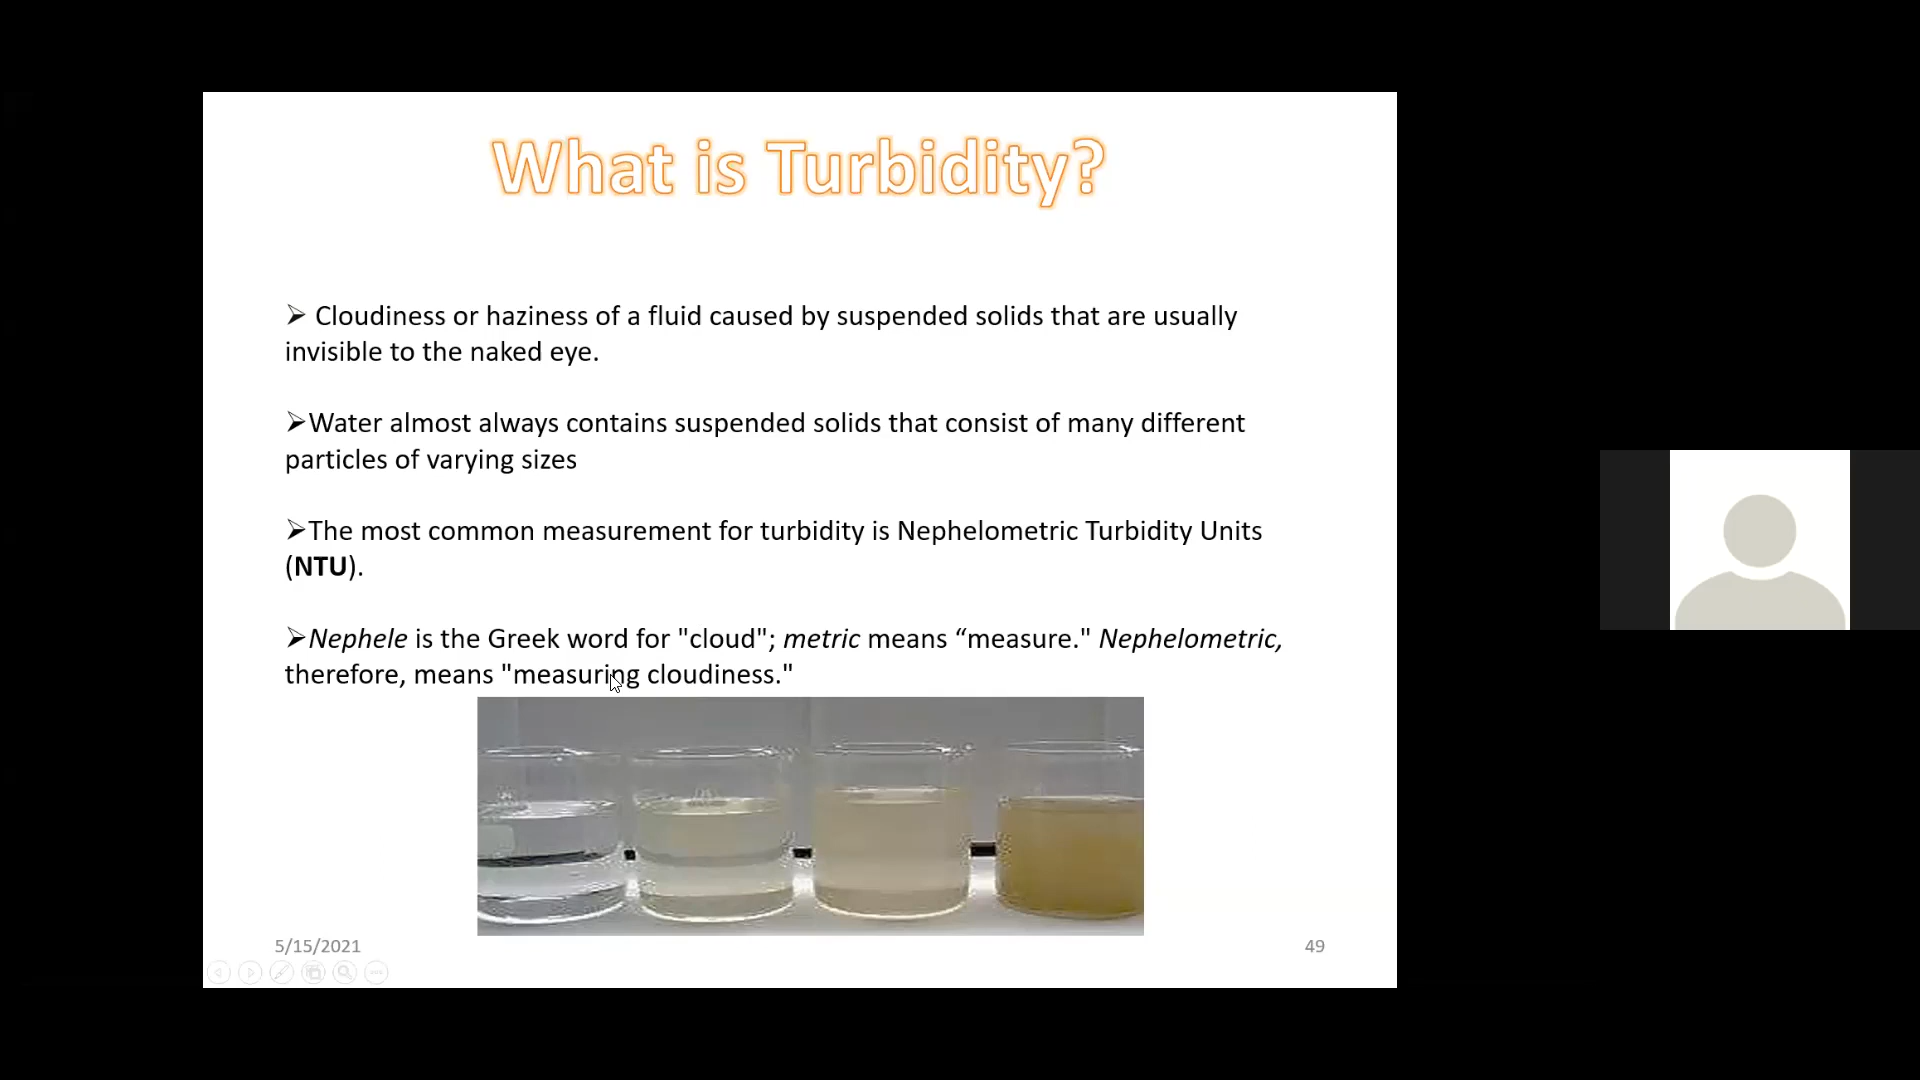 What is Turbidity?
➢ Cloudiness or haziness of a fluid caused by suspended solids that are usually
invisible to the naked eye.
➢Water almost always contains suspended solids that consist of many different
particles of varying sizes
➢The most common measurement for turbidity is Nephelometric Turbidity Units
(NTU).
➢Nephele is the Greek word for "cloud"; metric means “measure." Nephelometric,
therefore, means "measuring cloudiness."
5/15/2021
49